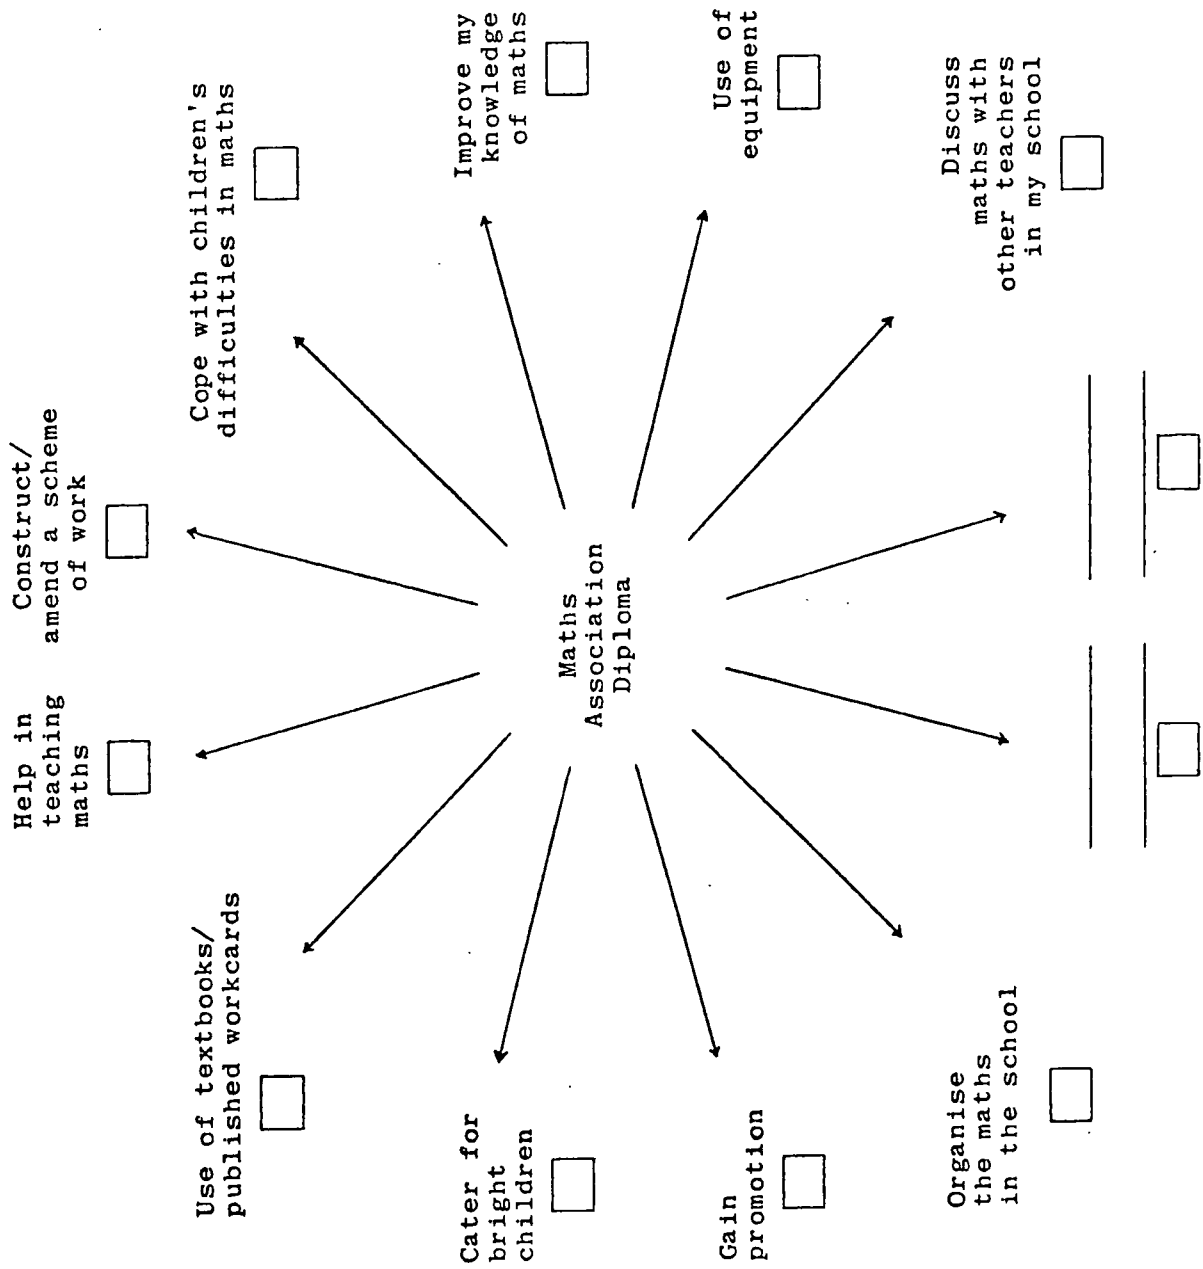 Help in
teaching
maths
Construct/
amend a scheme
of work
Use of textbooks/
published workcards
Cope with children's
difficulties in maths
Cater for
bright
children
Improve my
knowledge
of maths
Maths
Association
Diploma
Gain
promotion
Use of
equipment
Organise
the maths
in the school
Discuss
maths with
other teachers
in my school